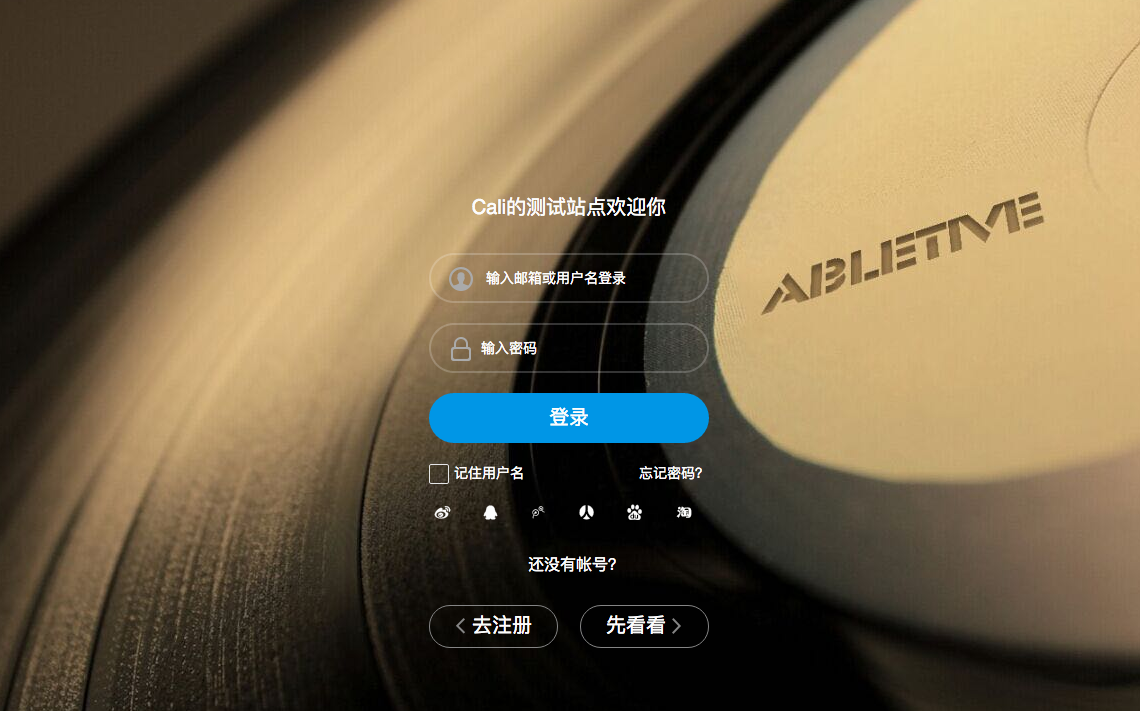 Cali的测试站点欢迎你
ABLETIVE
输入邮箱或用户名登录
输入密码
登录
记住用户名 忘记密码?
du 淘
还没有帐号?
去注册 先看看